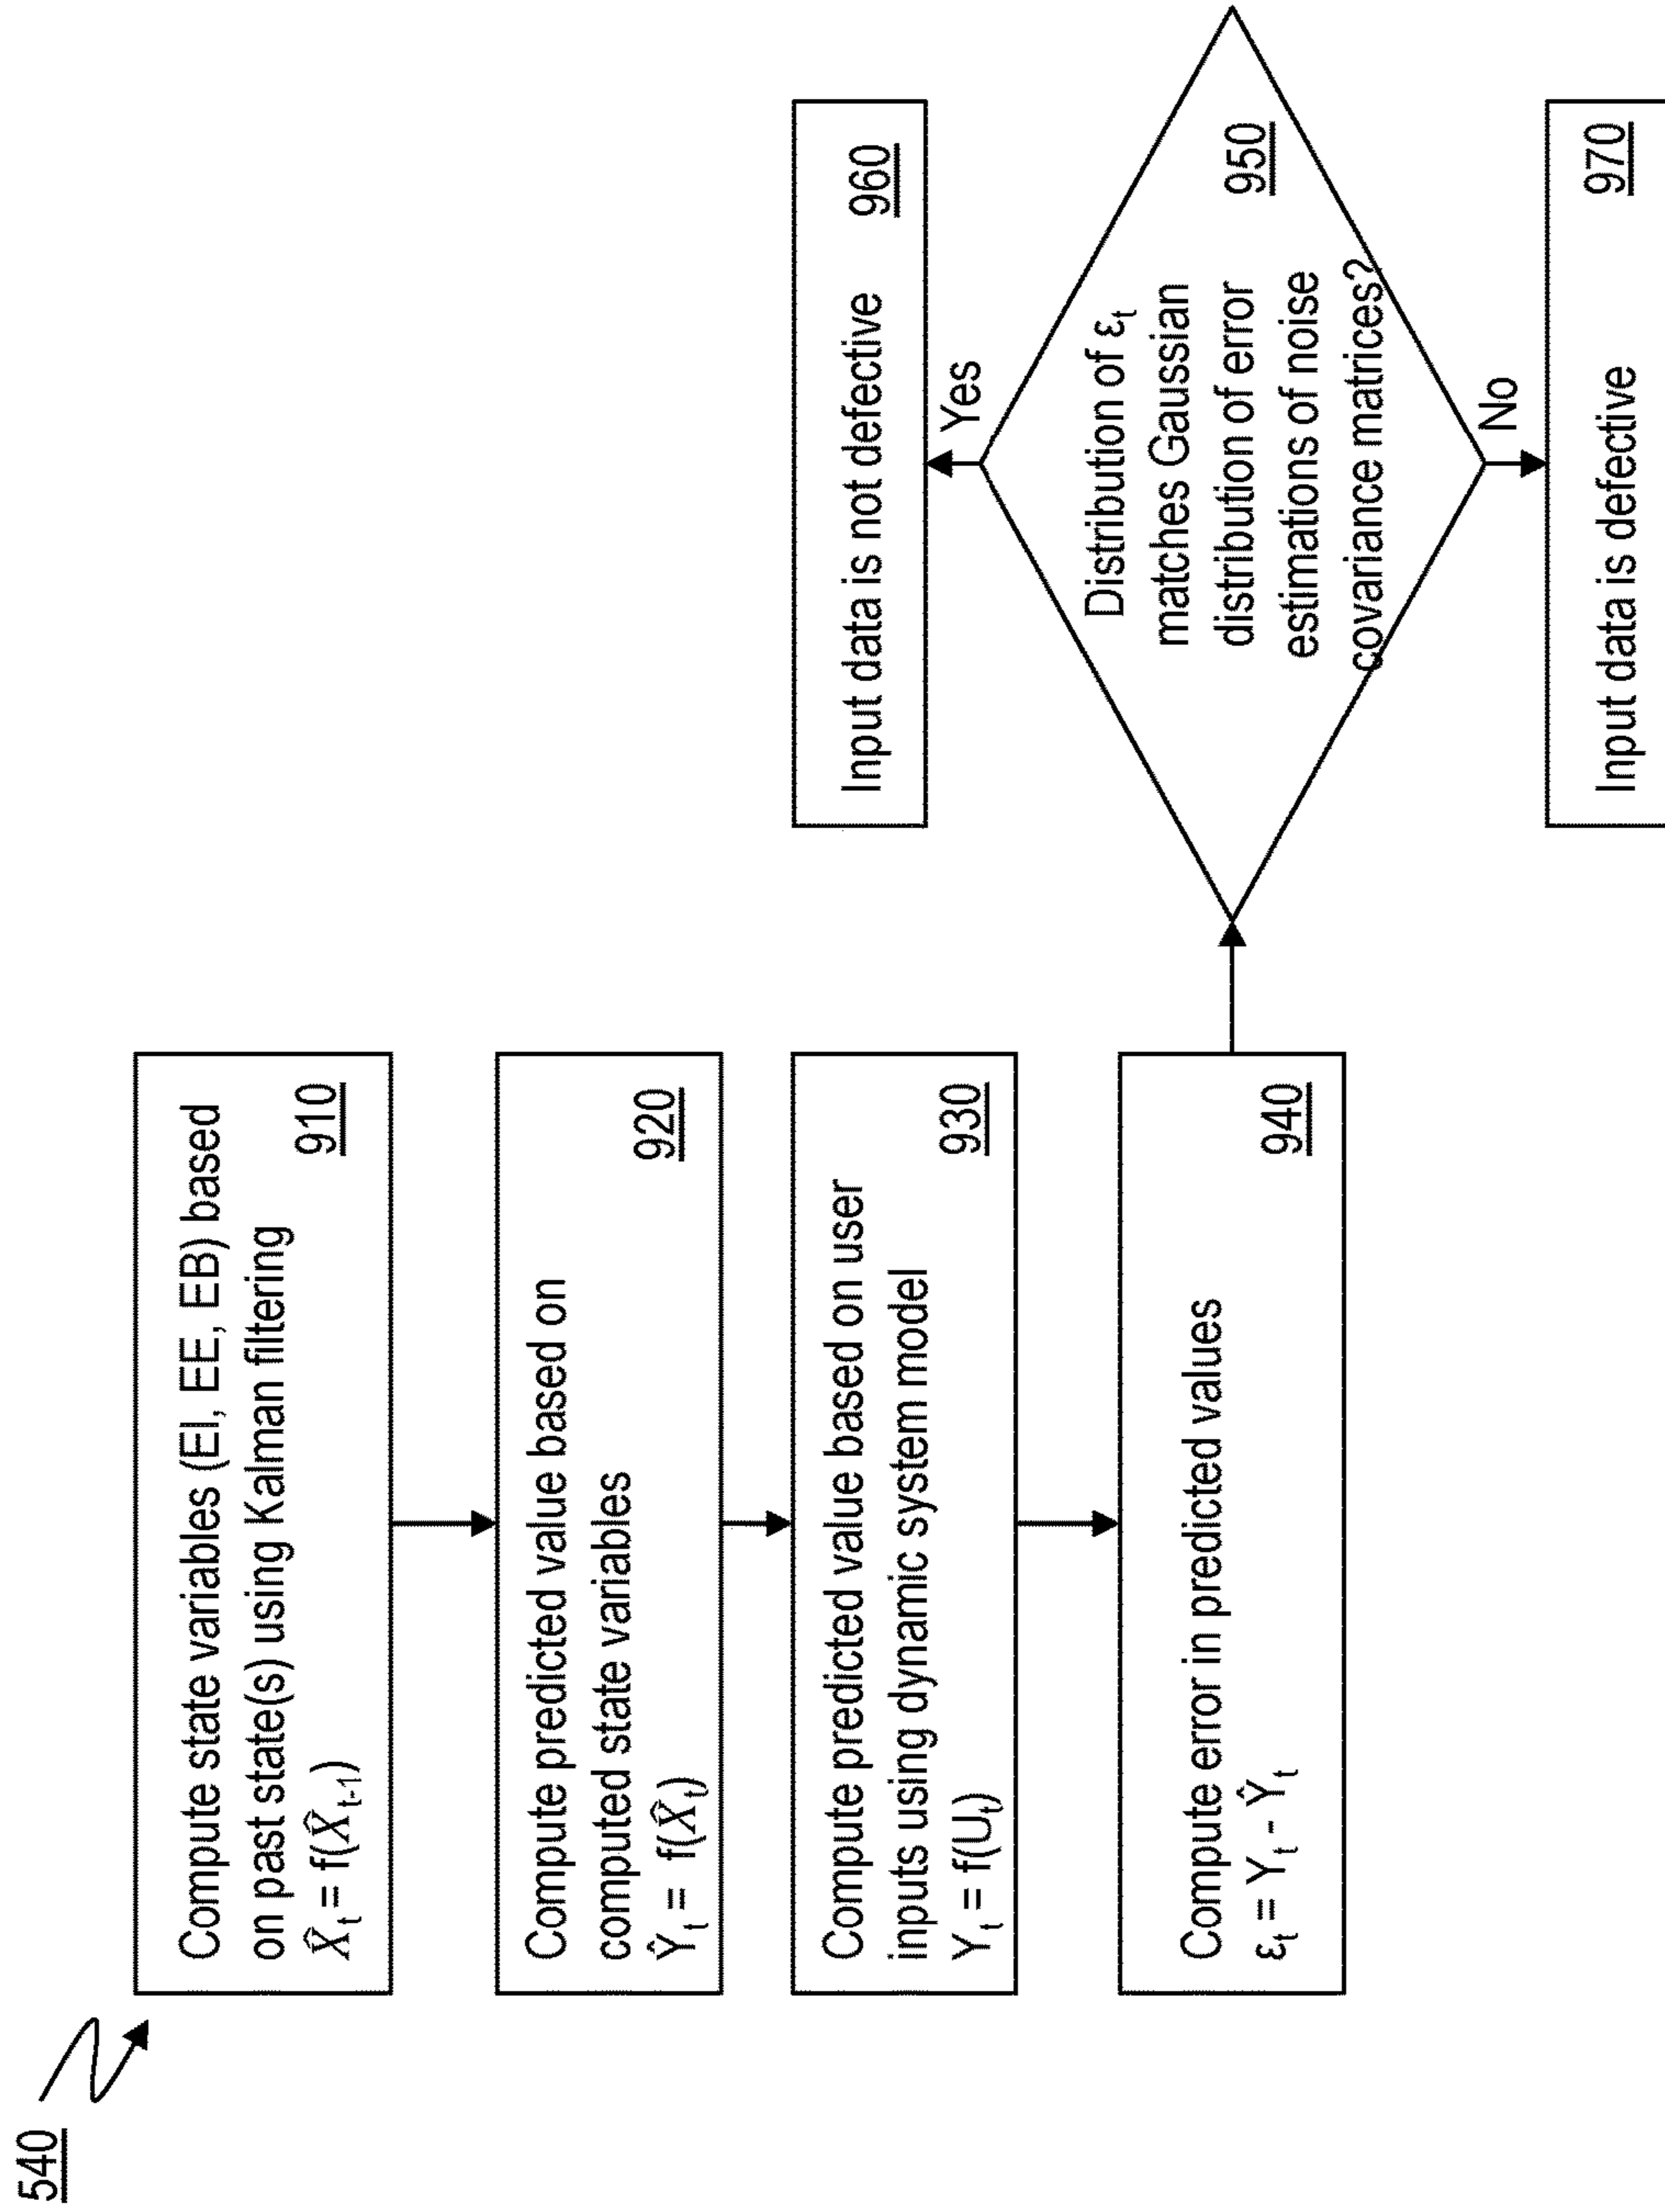 540
Compute state variables (EI, EE, EB) based
on past state(s) using Kalman filtering
X̂t = f(X̂t-1)
910
Compute predicted value based on
computed state variables
Ŷt = f(X̂t)
920
Compute predicted value based on user
inputs using dynamic system model
Yt = f(Ut)
930
Compute error in predicted values
εt = Yt - Ŷt
940
Distribution of εt
matches Gaussian
distribution of error
estimations of noise
covariance matrices?
950
Yes
Input data is not defective
960
No
Input data is defective
970